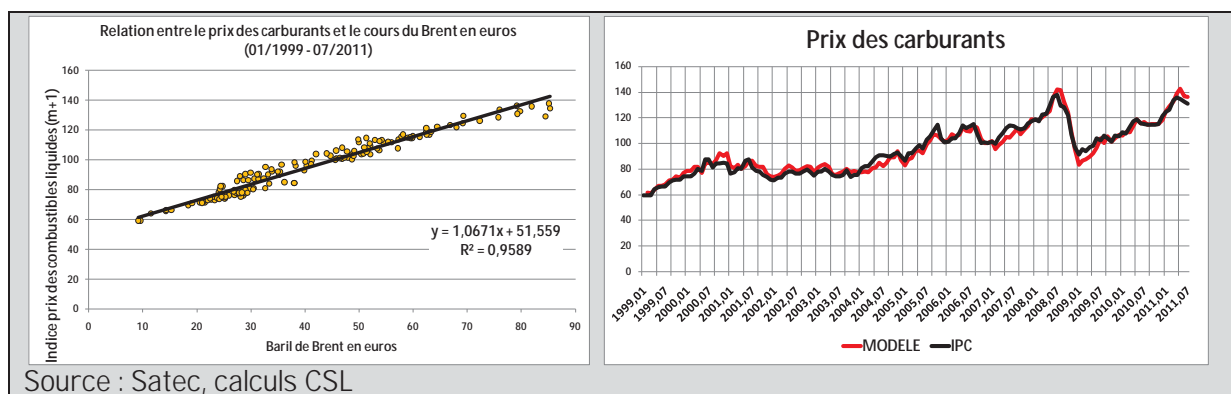 Relation entre le prix des carburants et le cours du Brent en euros
(01/1999 - 07/2011)
Indice prix des combustibles liquides (m+1)
160
140
120
100
80
60
40
20
0
y = 1,0671x + 51,559
R² = 0,9589
0 10 20 30 40 50 60 70 80 90
Baril de Brent en euros
Prix des carburants
160
140
120
100
80
60
40
20
0
1999,01 1999,07 2000,01 2000,07 2001,01 2001,07 2002,01 2002,07 2003,01 2003,07 2004,01 2004,07 2005,01 2005,07 2006,01 2006,07 2007,01 2007,07 2008,01 2008,07 2009,01 2009,07 2010,01 2010,07 2011,01 2011,07
MODELE IPC
Source : Satec, calculs CSL